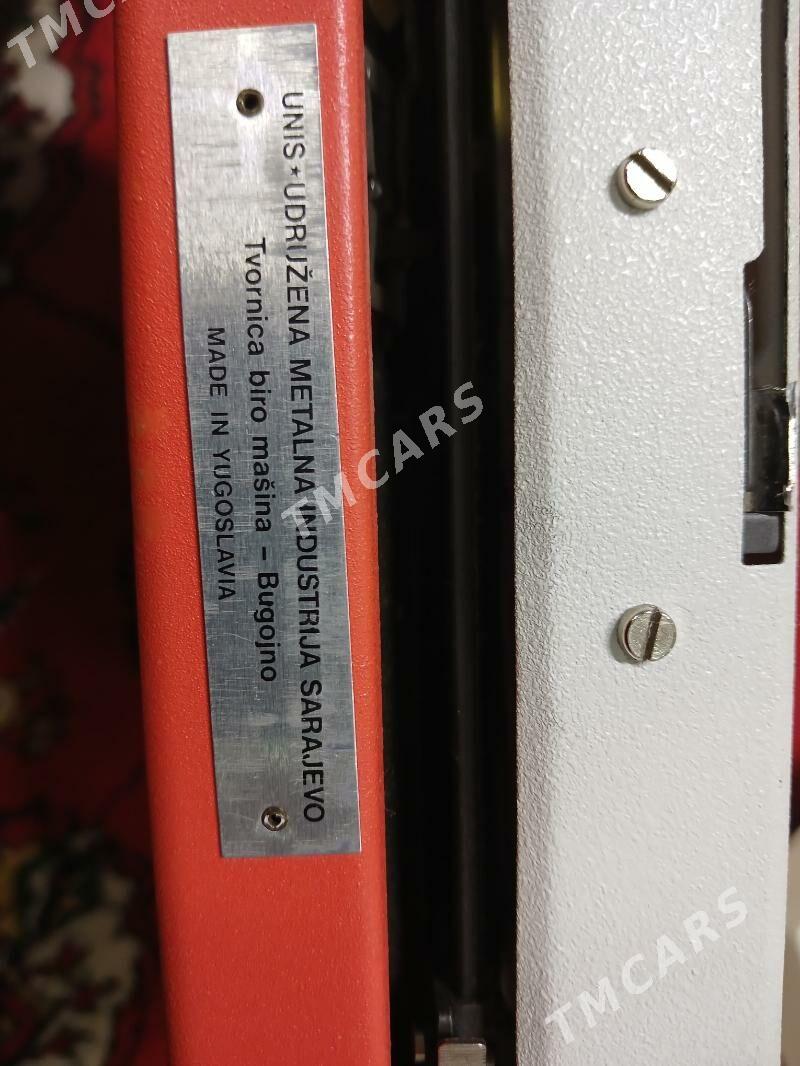 UNIS★UDRUŽENA METALNA INDUSTRIJA SARAJEVO
Tvornica biro mašina – Bugojno
MADE IN YUGOSLAVIA
TMCARS
TMCARS
TMCARS